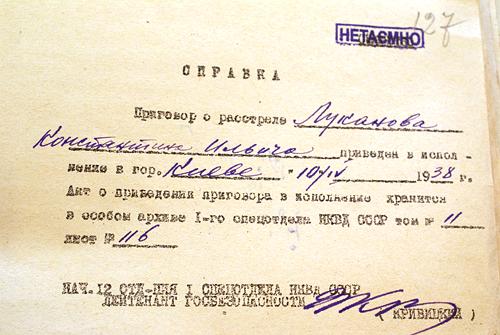 127
НЕТАЄМНО
СПРАВКА
Приговор о расстреле Луканова
Константина Ильича приведен в испол-
нение в гор. Киеве "10/IV 1938 г.
Акт о приведении приговора в исполнение хранится
в особом архиве 1-го спецотдела НКВД СССР том № 11
лист № 116
НАЧ.12 ОТД-НИЯ 1 СПЕЦОТДЕЛА НКВД СССР
ЛЕЙТЕНАНТ ГОСБЕЗОПАСНОСТИ
( КРИВИЦКИЙ )